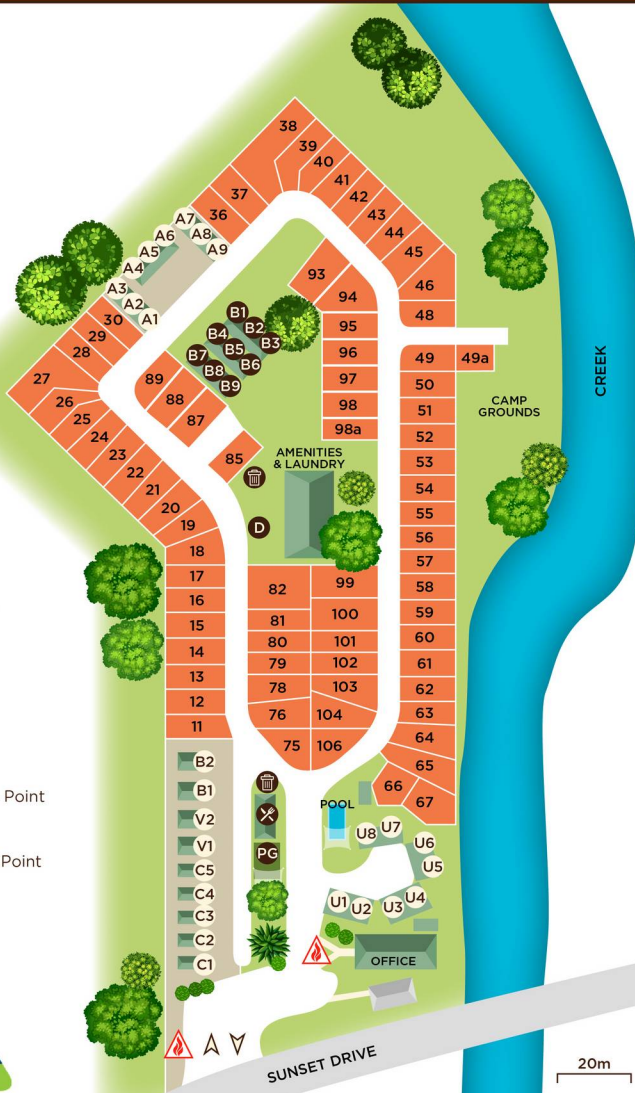 38
39
40
41
37
42
36
43
44
45
46
48
A7
A6
A8
A5
A9
A4
A3
A2
A1
93
94
95
96
97
98
98a
B1
B2
B4
B3
B5
B7
B6
B8
B9
30
29
28
27
26
25
24
23
22
21
20
19
18
17
16
15
14
13
12
11
89
88
87
85
49
49a
50
51
52
53
54
55
56
57
58
59
60
61
62
63
64
65
66
67
CAMP
GROUNDS
CREEK
AMENITIES
& LAUNDRY
D
82
99
81
100
80
101
79
102
78
103
76
104
75
106
B2
B1
V2
V1
C5
C4
C3
C2
C1
Point
Point
PG
POOL
U8
U7
U6
U5
U1
U2
U3
U4
OFFICE
SUNSET DRIVE
20m